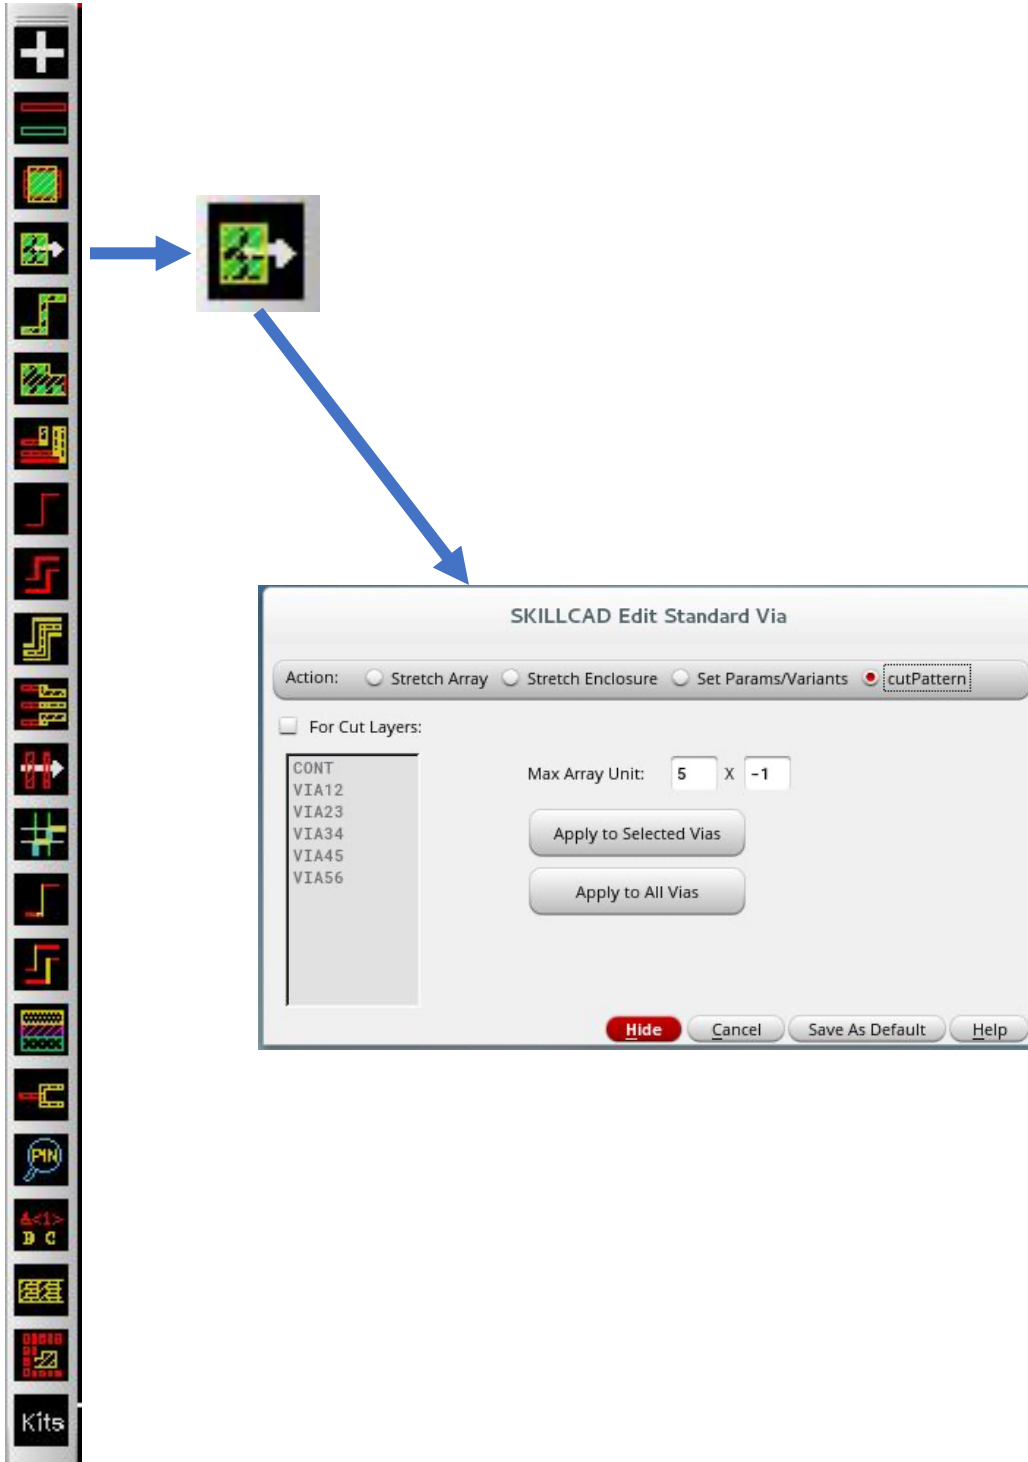 SKILLCAD Edit Standard Via
Action: Stretch Array Stretch Enclosure Set Params/Variants cutPattern
For Cut Layers:
CONT
VIA12
VIA23
VIA34
VIA45
VIA56
Max Array Unit: 5 X -1
Apply to Selected Vias
Apply to All Vias
Hide Cancel Save As Default Help
PIN
A<1>
B C
Kits